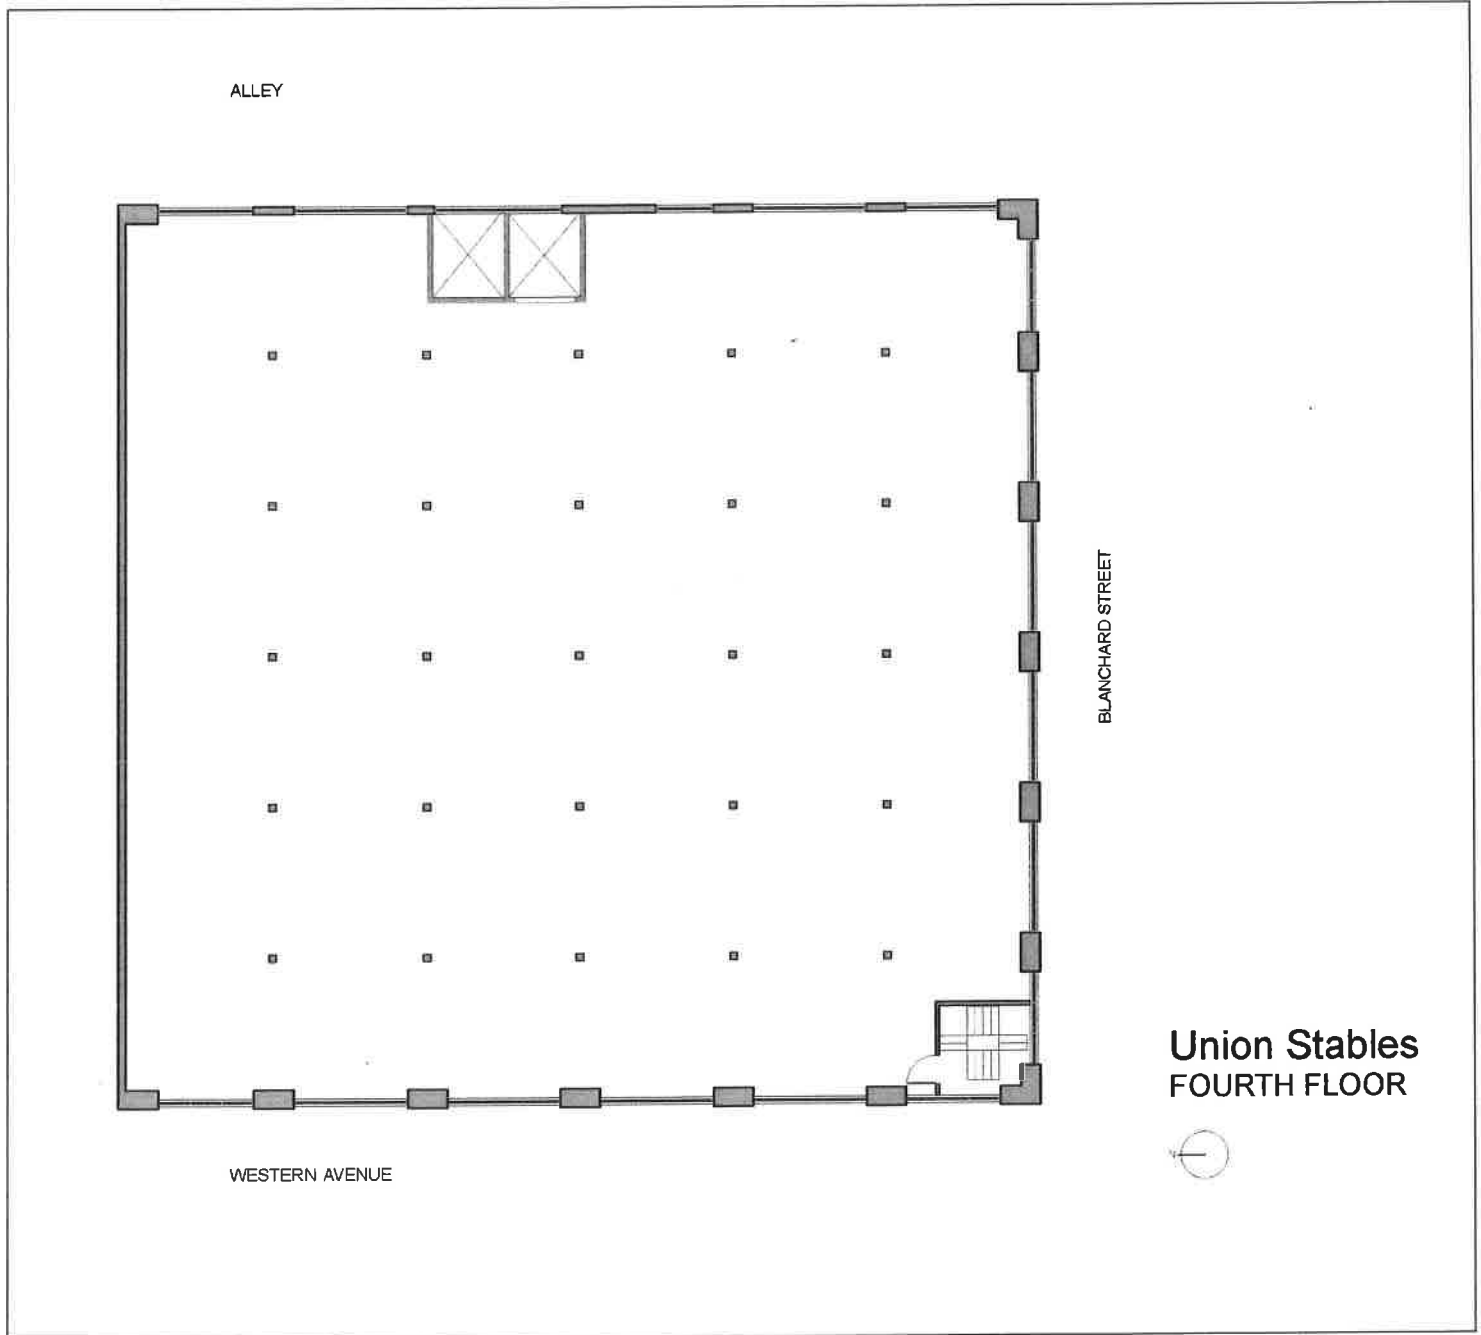 ALLEY
BLANCHARD STREET
Union Stables
FOURTH FLOOR
WESTERN AVENUE